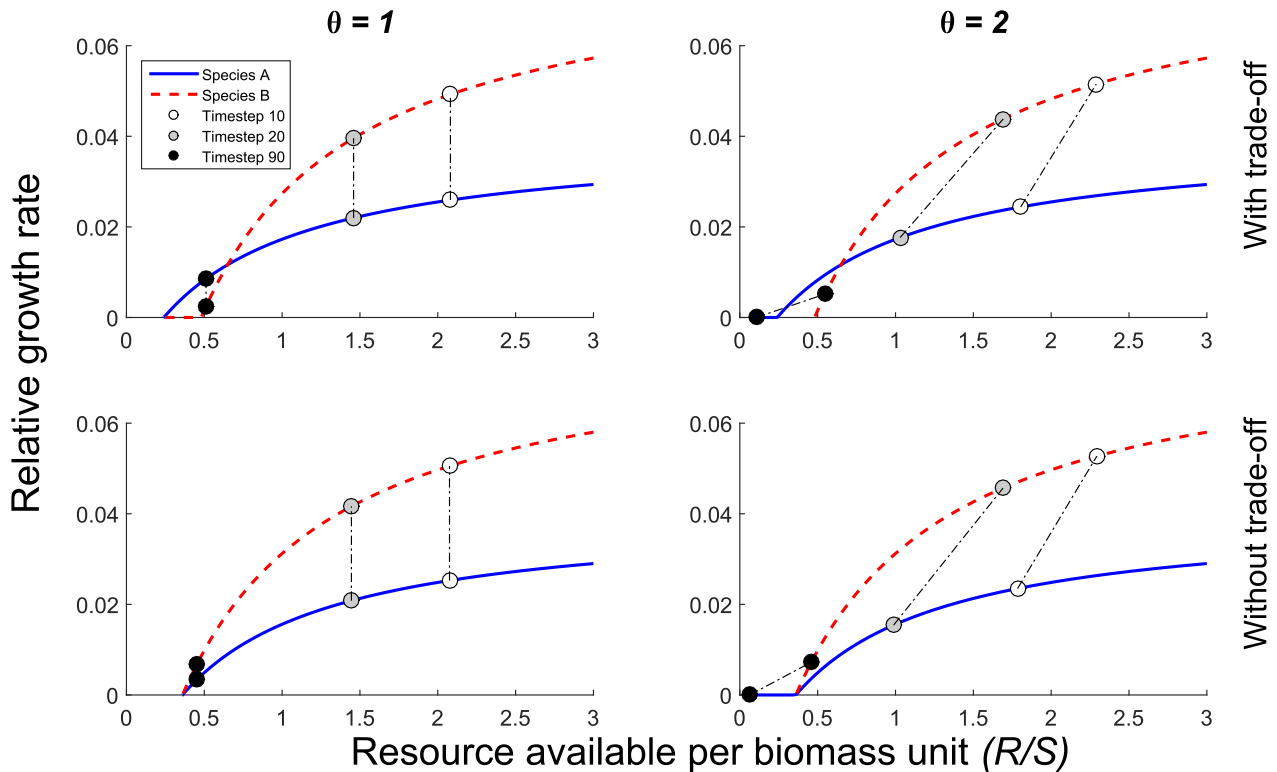 θ = 1
θ = 2
Relative growth rate
0.06
0.04
0.02
0
0 0.5 1 1.5 2 2.5 3
Species A
Species B
Timestep 10
Timestep 20
Timestep 90
0.06
0.04
0.02
0
0 0.5 1 1.5 2 2.5 3
With trade-off
0.06
0.04
0.02
0
0 0.5 1 1.5 2 2.5 3
0.06
0.04
0.02
0
0 0.5 1 1.5 2 2.5 3
Without trade-off
Resource available per biomass unit (R/S)